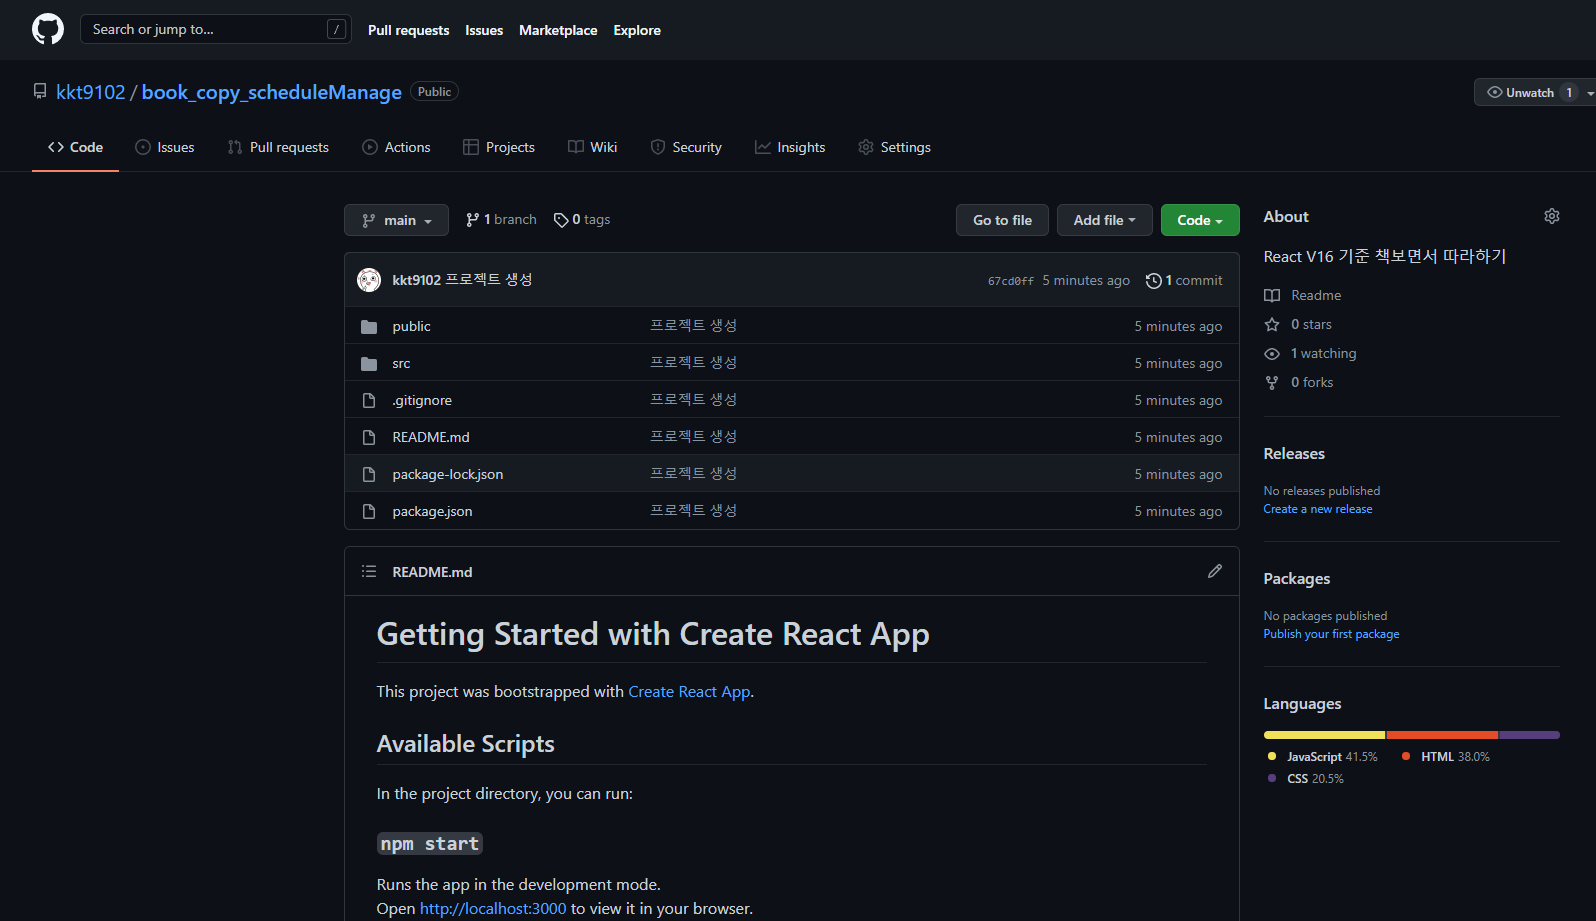 Search or jump to... / Pull requests Issues Marketplace Explore
kkt9102 / book_copy_scheduleManage Public Unwatch 1
Code Issues Pull requests Actions Projects Wiki Security Insights Settings
main 1 branch 0 tags Go to file Add file Code
kkt9102 프로젝트 생성 67cd0ff 5 minutes ago 1 commit
public 프로젝트 생성 5 minutes ago
src 프로젝트 생성 5 minutes ago
.gitignore 프로젝트 생성 5 minutes ago
README.md 프로젝트 생성 5 minutes ago
package-lock.json 프로젝트 생성 5 minutes ago
package.json 프로젝트 생성 5 minutes ago
README.md
Getting Started with Create React App
This project was bootstrapped with Create React App.
Available Scripts
In the project directory, you can run:
npm start
Runs the app in the development mode.
Open http://localhost:3000 to view it in your browser.
About
React V16 기준 책보면서 따라하기
Readme
0 stars
1 watching
0 forks
Releases
No releases published
Create a new release
Packages
No packages published
Publish your first package
Languages
JavaScript 41.5% HTML 38.0%
CSS 20.5%